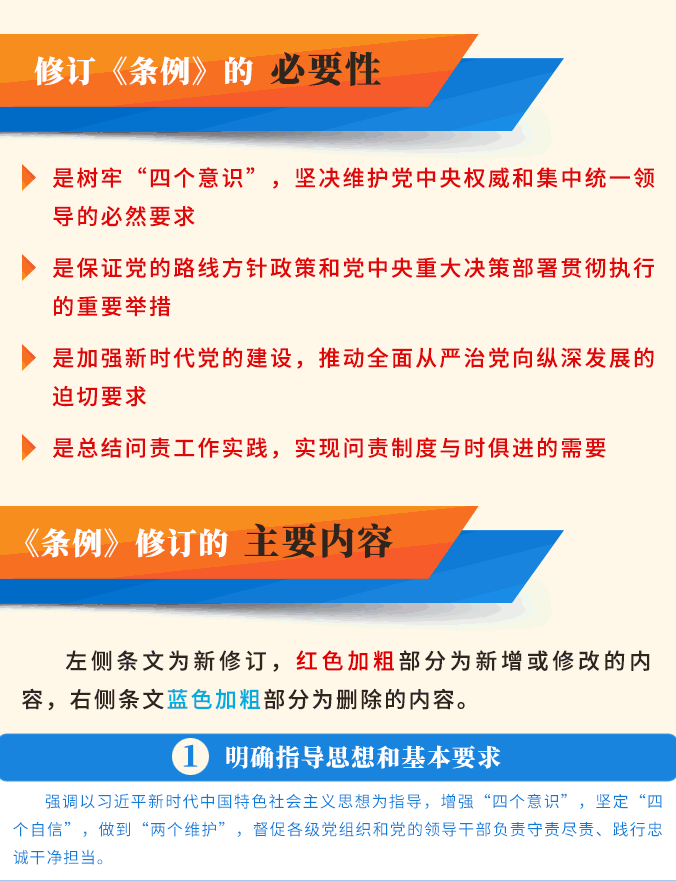 修订《条例》的 必要性
是树牢“四个意识”，坚决维护党中央权威和集中统一领
导的必然要求
是保证党的路线方针政策和党中央重大决策部署贯彻执行
的重要举措
是加强新时代党的建设，推动全面从严治党向纵深发展的
迫切要求
是总结问责工作实践，实现问责制度与时俱进的需要
《条例》修订的 主要内容
左侧条文为新修订，红色加粗部分为新增或修改的内
容，右侧条文蓝色加粗部分为删除的内容。
1 明确指导思想和基本要求
强调以习近平新时代中国特色社会主义思想为指导，增强“四个意识”，坚定“四
个自信”，做到“两个维护”，督促各级党组织和党的领导干部负责守责尽责、践行忠
诚干净担当。